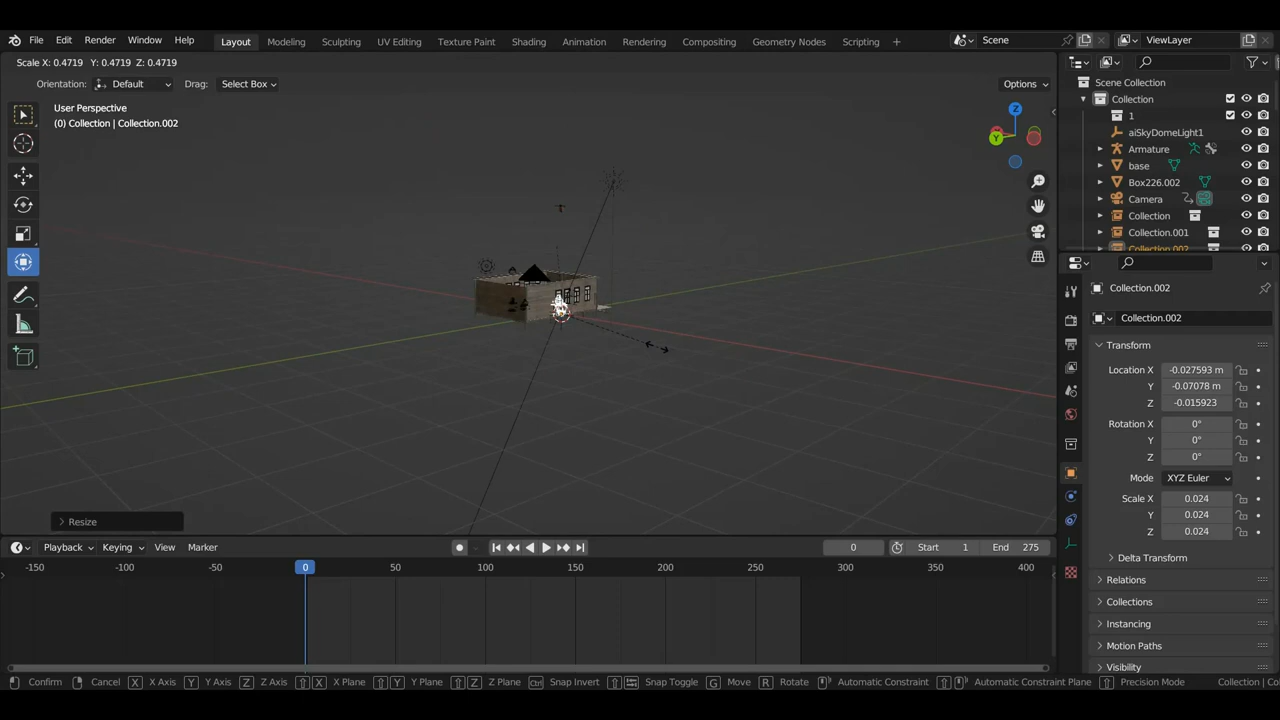 File Edit Render Window Help Layout Modeling Sculpting UV Editing Texture Paint Shading Animation Rendering Compositing Geometry Nodes Scripting + Scene ViewLayer
Scale X: 0.4719 Y: 0.4719 Z: 0.4719
Orientation: Default Drag: Select Box Options
User Perspective
(0) Collection | Collection.002
Z
Y
Scene Collection
Collection
1
aiSkyDomeLight1
Armature
base
Box226.002
Camera
Collection
Collection.001
Collection.002
Collection.002
Collection.002
Transform
Location X -0.027593 m
Y -0.07078 m
Z -0.015923
Rotation X 0°
Y 0°
Z 0°
Mode XYZ Euler
Scale X 0.024
Y 0.024
Z 0.024
Delta Transform
Relations
Collections
Instancing
Motion Paths
Visibility
Resize
Playback Keying View Marker 0 Start 1 End 275
-150 -100 -50 0 50 100 150 200 250 300 350 400
Confirm Cancel X X Axis Y Y Axis Z Z Axis X X Plane Y Y Plane Z Z Plane Ctrl Snap Invert Snap Toggle G Move R Rotate Automatic Constraint Automatic Constraint Plane Precision Mode Collection | Co